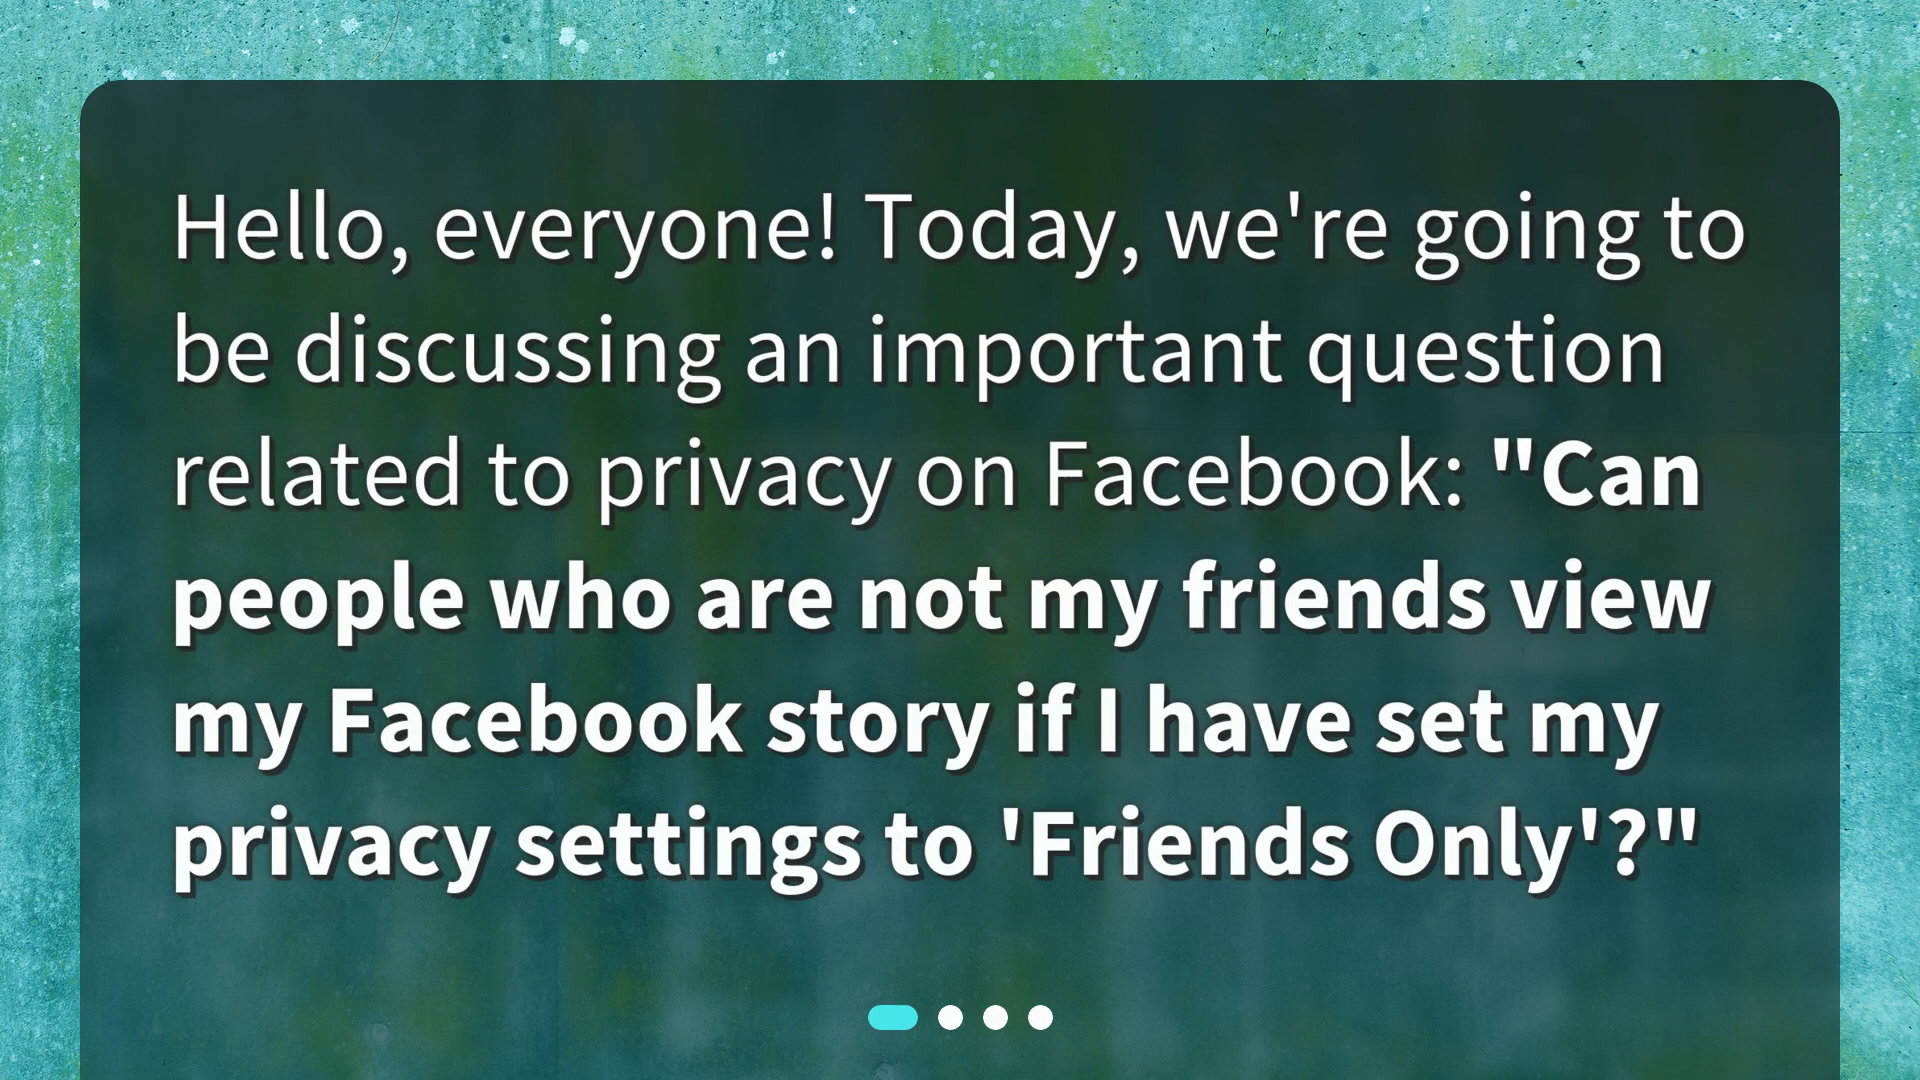 Hello, everyone! Today, we're going to
be discussing an important question
related to privacy on Facebook: "Can
people who are not my friends view
my Facebook story if I have set my
privacy settings to 'Friends Only'?"